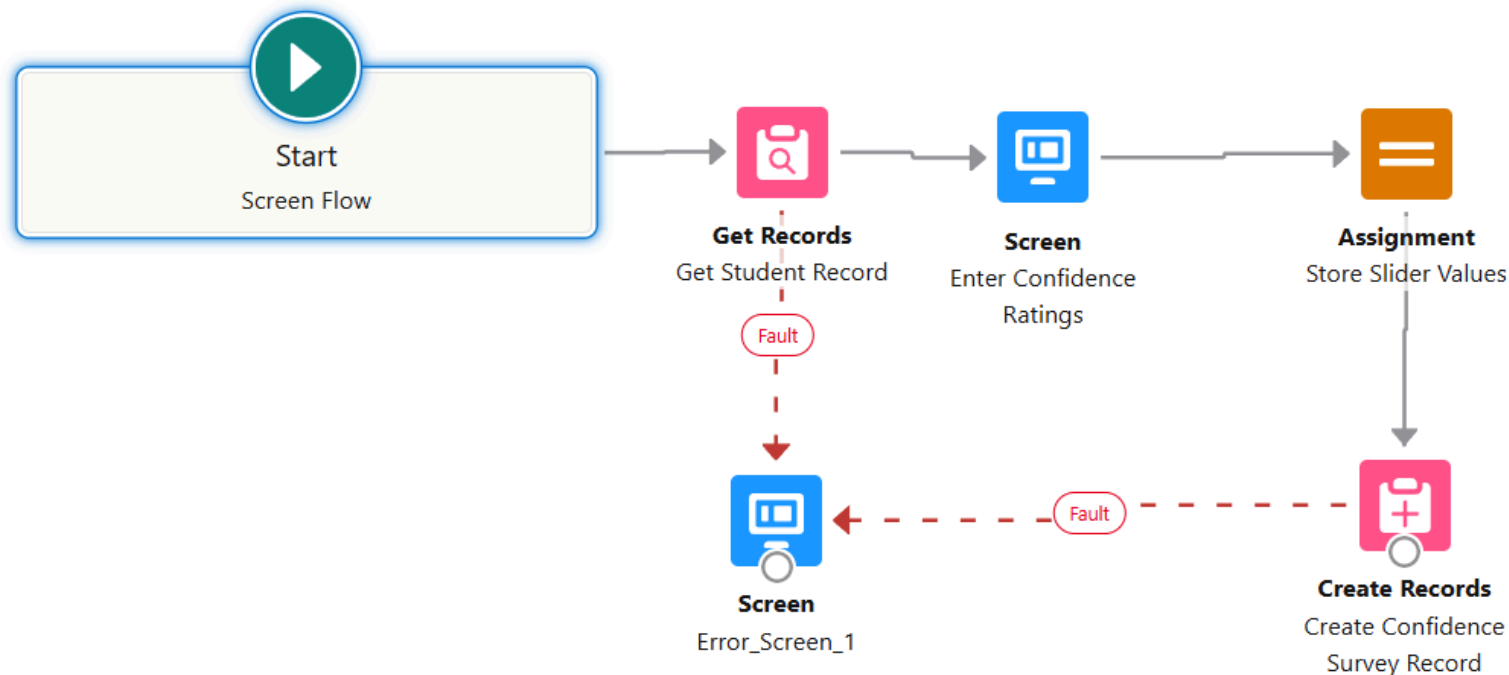 Start
Screen Flow
Get Records
Get Student Record
Screen
Enter Confidence
Ratings
Assignment
Store Slider Values
Fault
Fault
Screen
Error_Screen_1
Create Records
Create Confidence
Survey Record